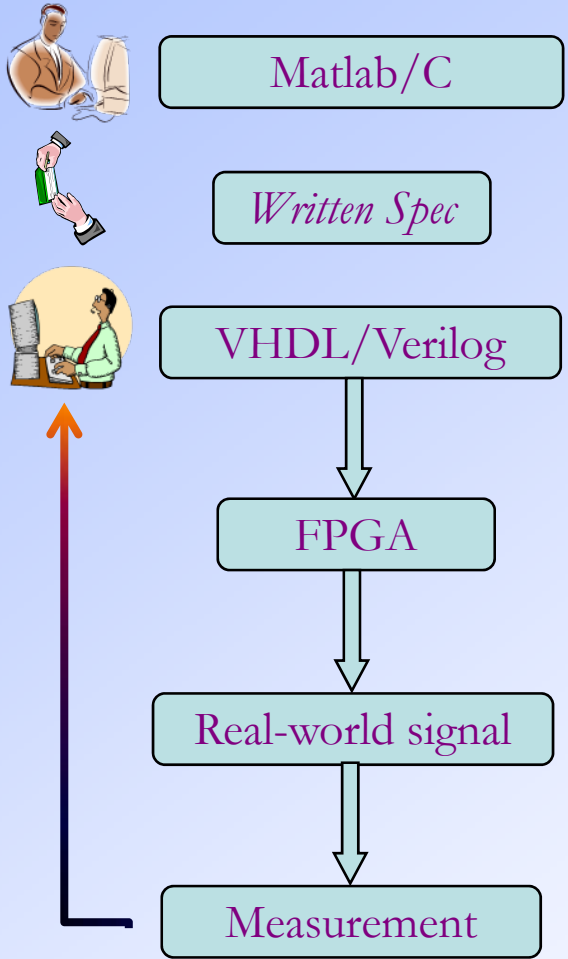 Matlab/C
Written Spec
VHDL/Verilog
FPGA
Real-world signal
Measurement